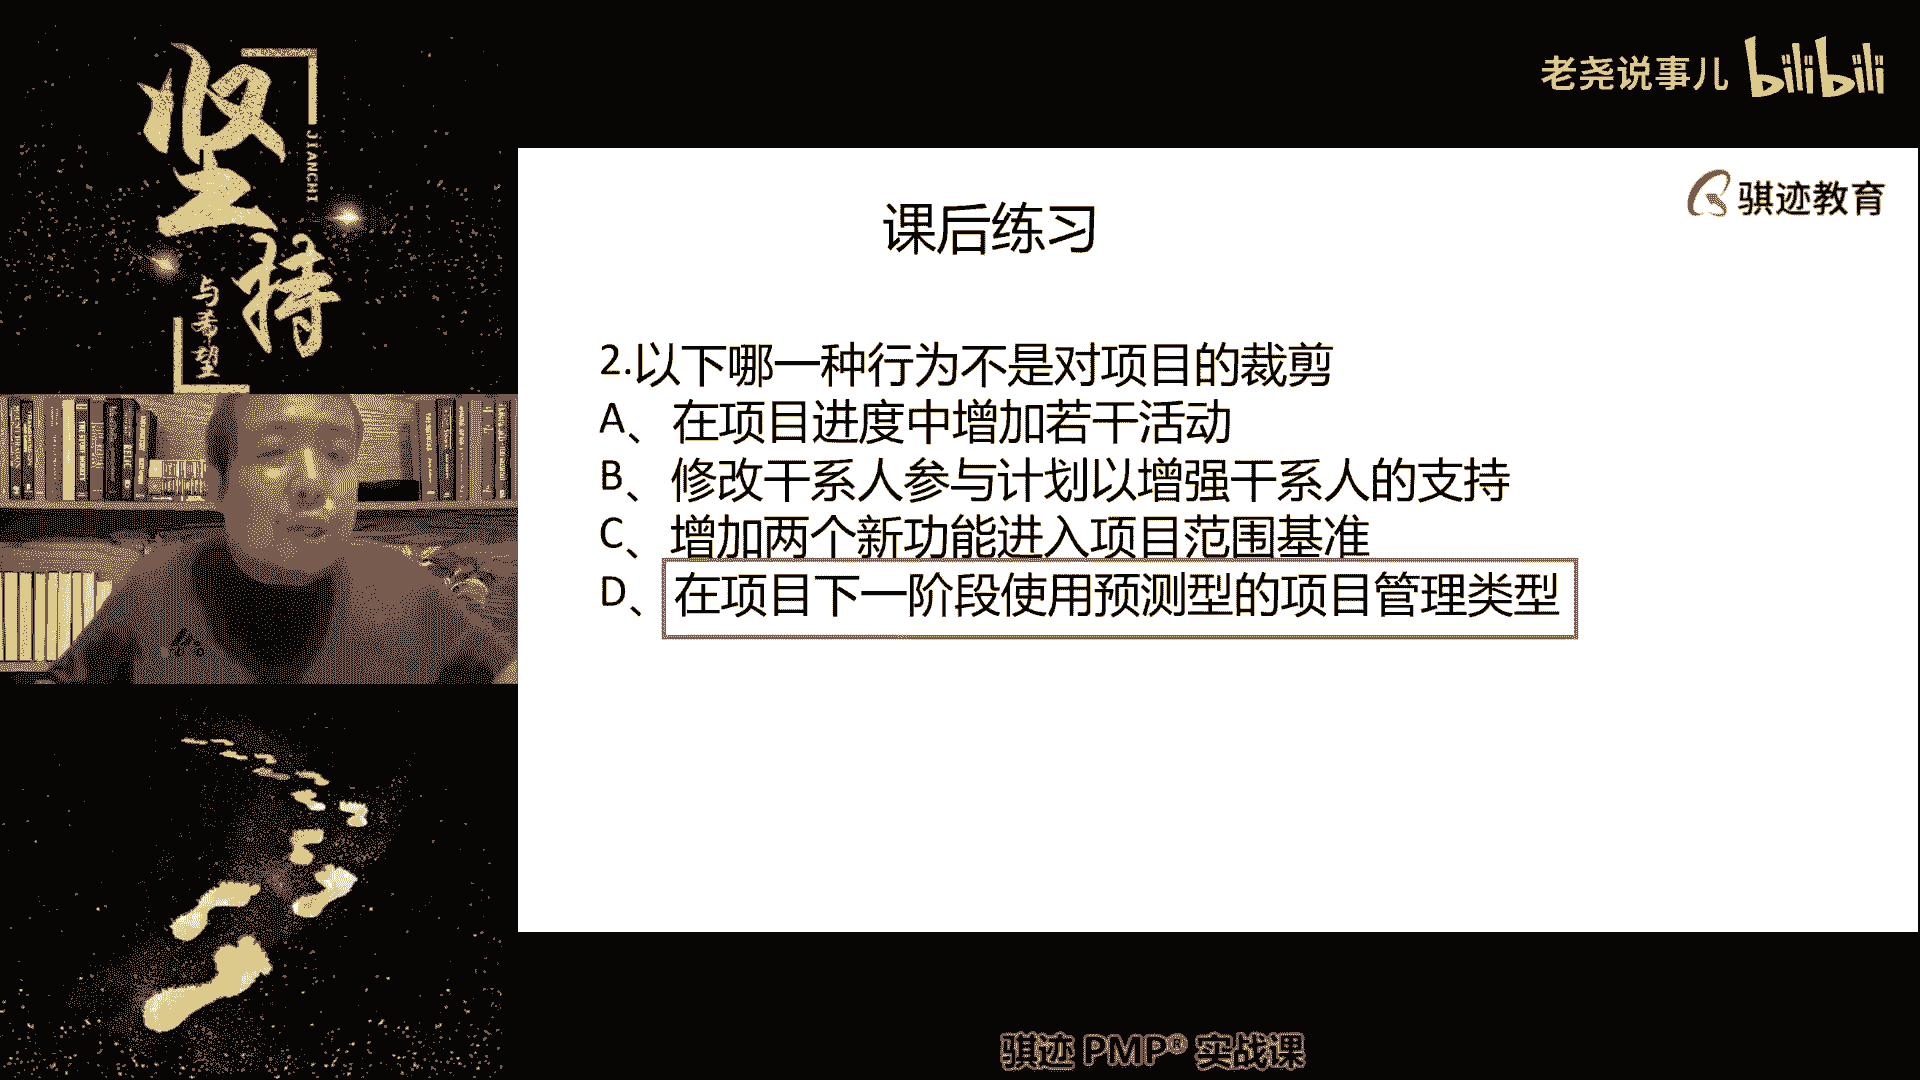 坚持
JIANCHI
与希望
老尧说事儿 bilibili
骐迹教育
课后练习
2.以下哪一种行为不是对项目的裁剪
A、在项目进度中增加若干活动
B、修改干系人参与计划以增强干系人的支持
C、增加两个新功能进入项目范围基准
D、在项目下一阶段使用预测型的项目管理类型
骐迹 PMP® 实战课